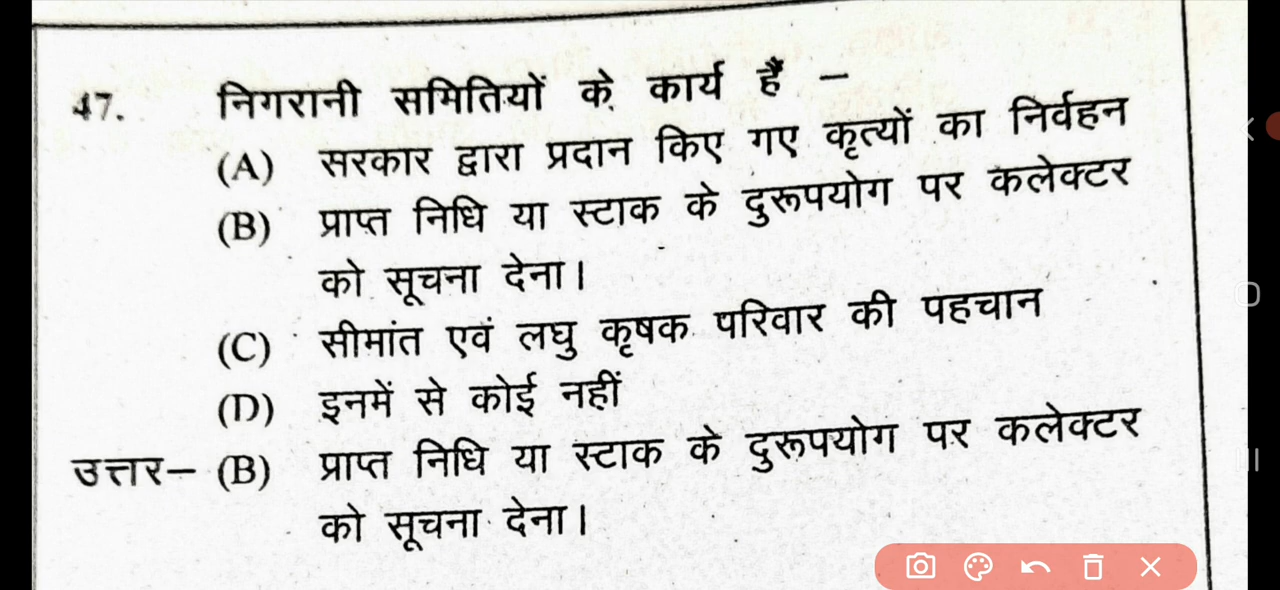 47. निगरानी समितियों के कार्य हैं –
(A) सरकार द्वारा प्रदान किए गए कृत्यों का निर्वहन
(B) प्राप्त निधि या स्टाक के दुरूपयोग पर कलेक्टर
को सूचना देना।
(C) सीमांत एवं लघु कृषक परिवार की पहचान
(D) इनमें से कोई नहीं
उत्तर– (B) प्राप्त निधि या स्टाक के दुरूपयोग पर कलेक्टर
को सूचना देना।